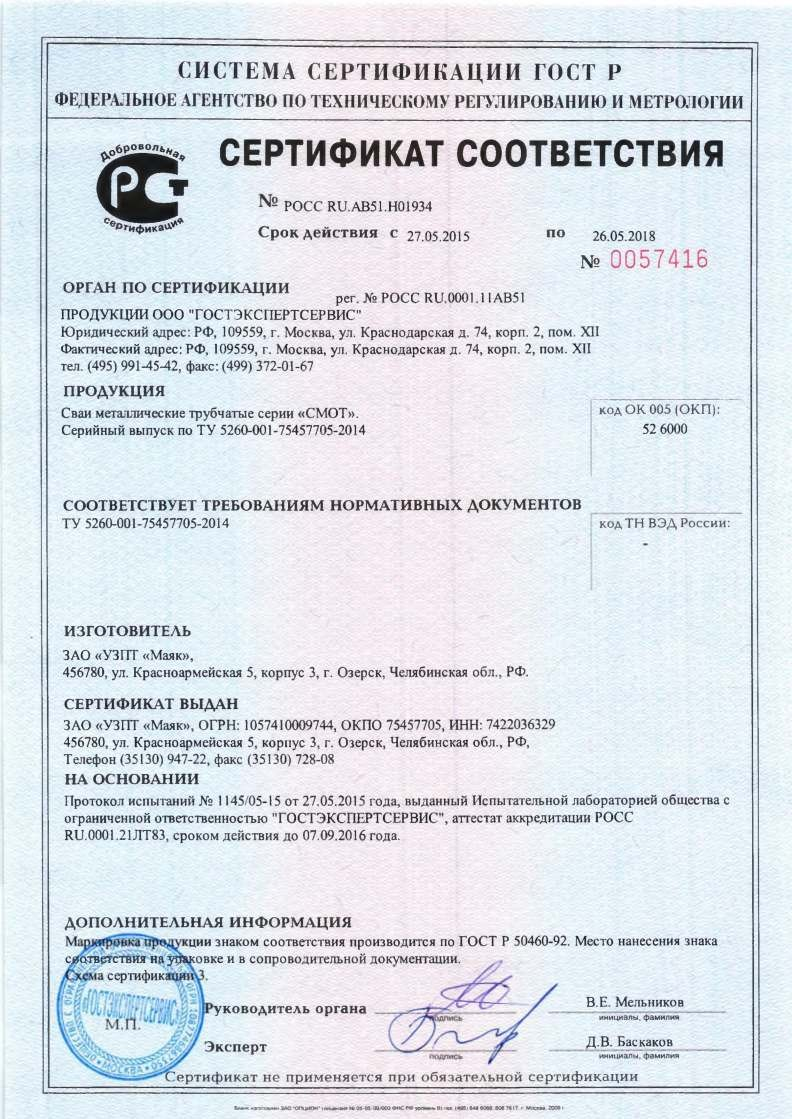 СИСТЕМА СЕРТИФИКАЦИИ ГОСТ Р
ФЕДЕРАЛЬНОЕ АГЕНТСТВО ПО ТЕХНИЧЕСКОМУ РЕГУЛИРОВАНИЮ И МЕТРОЛОГИИ
Добровольная
РСТ
сертификация
СЕРТИФИКАТ СООТВЕТСТВИЯ
№ РОСС RU.АВ51.Н01934
Срок действия с 27.05.2015 по 26.05.2018
№ 0057416
ОРГАН ПО СЕРТИФИКАЦИИ
рег. № РОСС RU.0001.11АВ51
ПРОДУКЦИИ ООО "ГОСТЭКСПЕРТСЕРВИС"
Юридический адрес: РФ, 109559, г. Москва, ул. Краснодарская д. 74, корп. 2, пом. XII
Фактический адрес: РФ, 109559, г. Москва, ул. Краснодарская д. 74, корп. 2, пом. XII
тел. (495) 991-45-42, факс: (499) 372-01-67
ПРОДУКЦИЯ
Сваи металлические трубчатые серии «СМОТ».
Серийный выпуск по ТУ 5260-001-75457705-2014
код ОК 005 (ОКП):
52 6000
СООТВЕТСТВУЕТ ТРЕБОВАНИЯМ НОРМАТИВНЫХ ДОКУМЕНТОВ
ТУ 5260-001-75457705-2014
код ТН ВЭД России:
-
ИЗГОТОВИТЕЛЬ
ЗАО «УЗПТ «Маяк»,
456780, ул. Красноармейская 5, корпус 3, г. Озерск, Челябинская обл., РФ.
СЕРТИФИКАТ ВЫДАН
ЗАО «УЗПТ «Маяк», ОГРН: 1057410009744, ОКПО 75457705, ИНН: 7422036329
456780, ул. Красноармейская 5, корпус 3, г. Озерск, Челябинская обл., РФ,
Телефон (35130) 947-22, факс (35130) 728-08
НА ОСНОВАНИИ
Протокол испытаний № 1145/05-15 от 27.05.2015 года, выданный Испытательной лабораторией общества с
ограниченной ответственностью "ГОСТЭКСПЕРТСЕРВИС", аттестат аккредитации РОСС
RU.0001.21ЛТ83, сроком действия до 07.09.2016 года.
ДОПОЛНИТЕЛЬНАЯ ИНФОРМАЦИЯ
Маркировка продукции знаком соответствия производится по ГОСТ Р 50460-92. Место нанесения знака
соответствия на упаковке и в сопроводительной документации.
Схема сертификации 3.
"ГОСТЭКСПЕРТСЕРВИС"
МОСКВА
М.П.
Руководитель органа
подпись
В.Е. Мельников
инициалы, фамилия
Эксперт
подпись
Д.В. Баскаков
инициалы, фамилия
Сертификат не применяется при обязательной сертификации